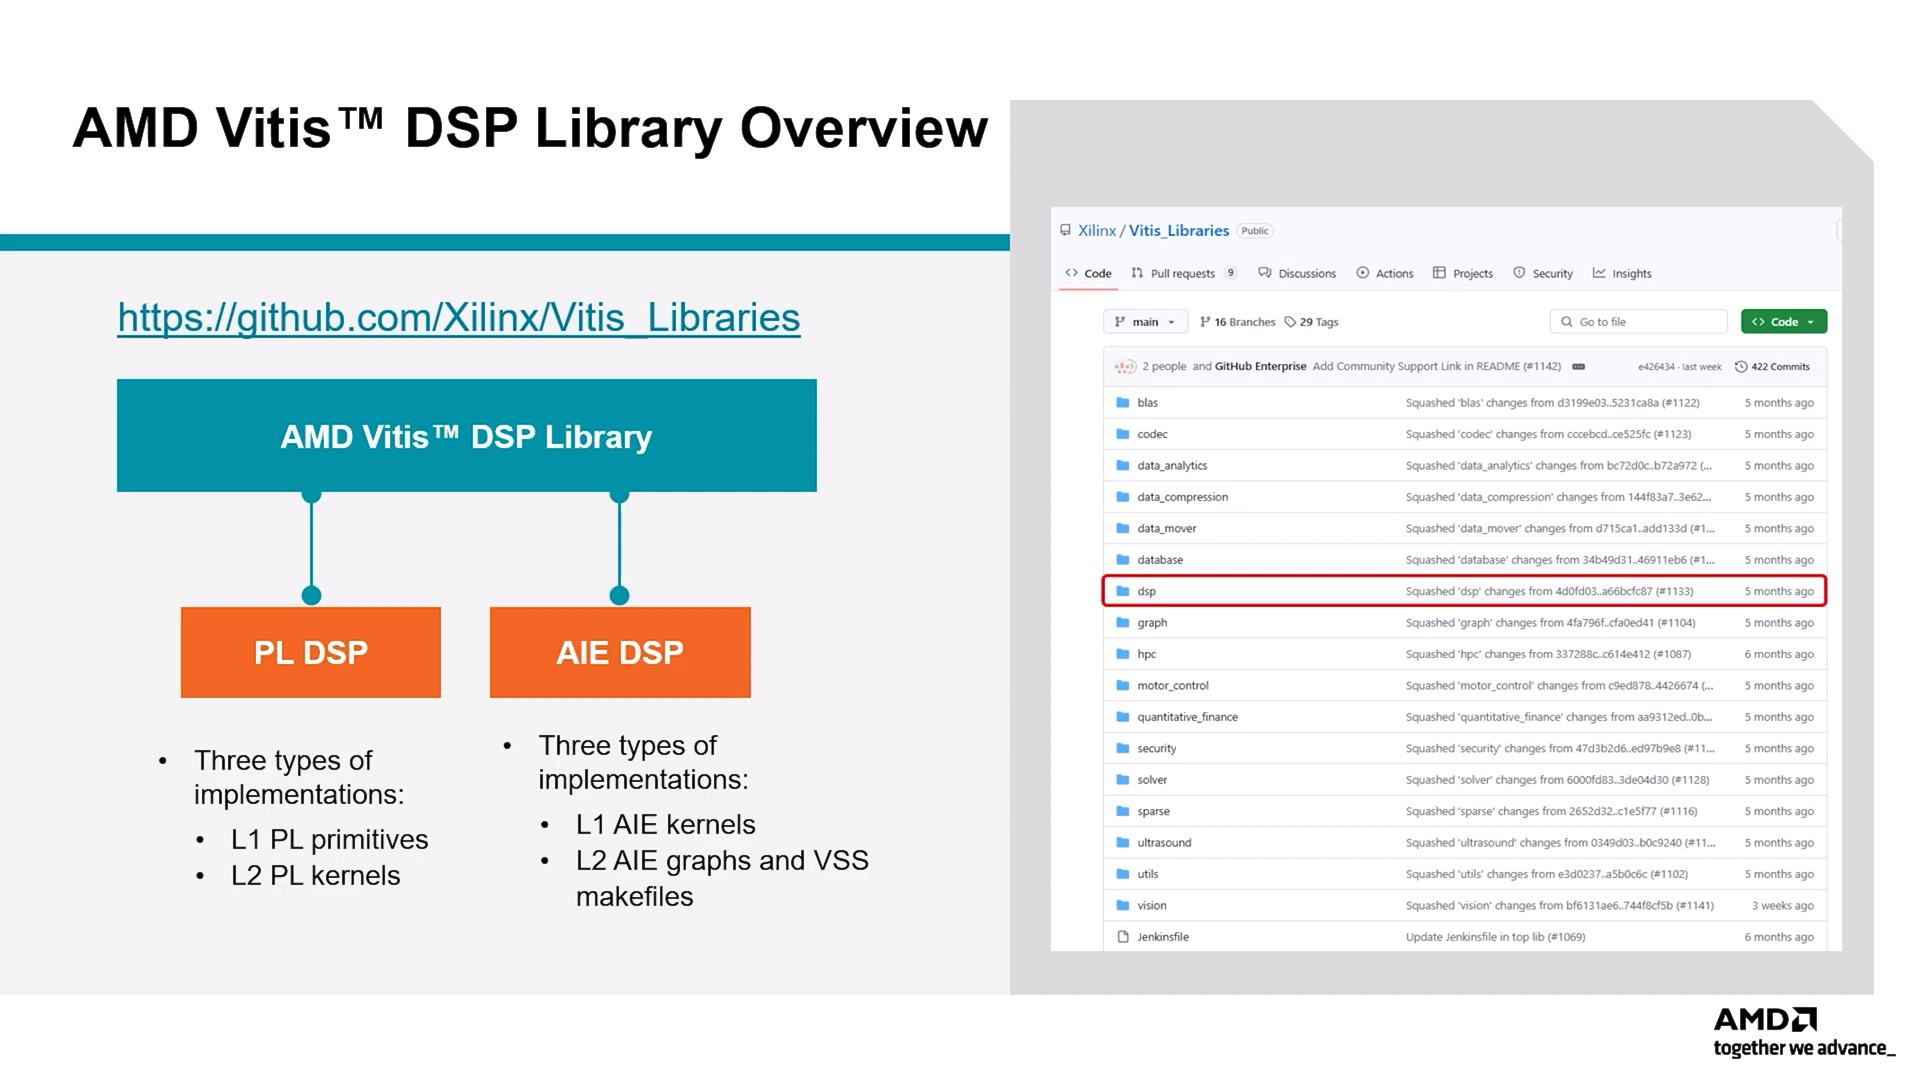 AMD Vitis™ DSP Library Overview
https://github.com/Xilinx/Vitis_Libraries
AMD Vitis™ DSP Library
PL DSP
AIE DSP
• Three types of
implementations:
• L1 PL primitives
• L2 PL kernels
• Three types of
implementations:
• L1 AIE kernels
• L2 AIE graphs and VSS
makefiles
Xilinx / Vitis_Libraries Public
Code Pull requests 9 Discussions Actions Projects Security Insights
main 16 Branches 29 Tags Go to file Code
2 people and GitHub Enterprise Add Community Support Link in README (#1142) e426434 · last week 422 Commits
blas Squashed 'blas' changes from d3199e03..5231ca8a (#1122) 5 months ago
codec Squashed 'codec' changes from cccebcd..ce525fc (#1123) 5 months ago
data_analytics Squashed 'data_analytics' changes from bc72d0c..b72a972 (... 5 months ago
data_compression Squashed 'data_compression' changes from 144f83a7..3e62... 5 months ago
data_mover Squashed 'data_mover' changes from d715ca1..add133d (#1... 5 months ago
database Squashed 'database' changes from 34b49d31..46911eb6 (#1... 5 months ago
dsp Squashed 'dsp' changes from 4d0fd03..a66bcfc87 (#1133) 5 months ago
graph Squashed 'graph' changes from 4fa796f..cfa0ed41 (#1104) 5 months ago
hpc Squashed 'hpc' changes from 337288c..c614e412 (#1087) 6 months ago
motor_control Squashed 'motor_control' changes from c9ed878..4426674 (... 5 months ago
quantitative_finance Squashed 'quantitative_finance' changes from aa9312ed..0b... 5 months ago
security Squashed 'security' changes from 47d3b2d6..ed97b9e8 (#11... 5 months ago
solver Squashed 'solver' changes from 6000fd83..3de04d30 (#1128) 5 months ago
sparse Squashed 'sparse' changes from 2652d32..c1e5f77 (#1116) 5 months ago
ultrasound Squashed 'ultrasound' changes from 0349d03..b0c9240 (#11... 5 months ago
utils Squashed 'utils' changes from e3d0237..a5b0c6c (#1102) 5 months ago
vision Squashed 'vision' changes from bf6131ae6..744f8cf5b (#1141) 3 weeks ago
Jenkinsfile Update Jenkinsfile in top lib (#1069) 6 months ago
AMD
together we advance_